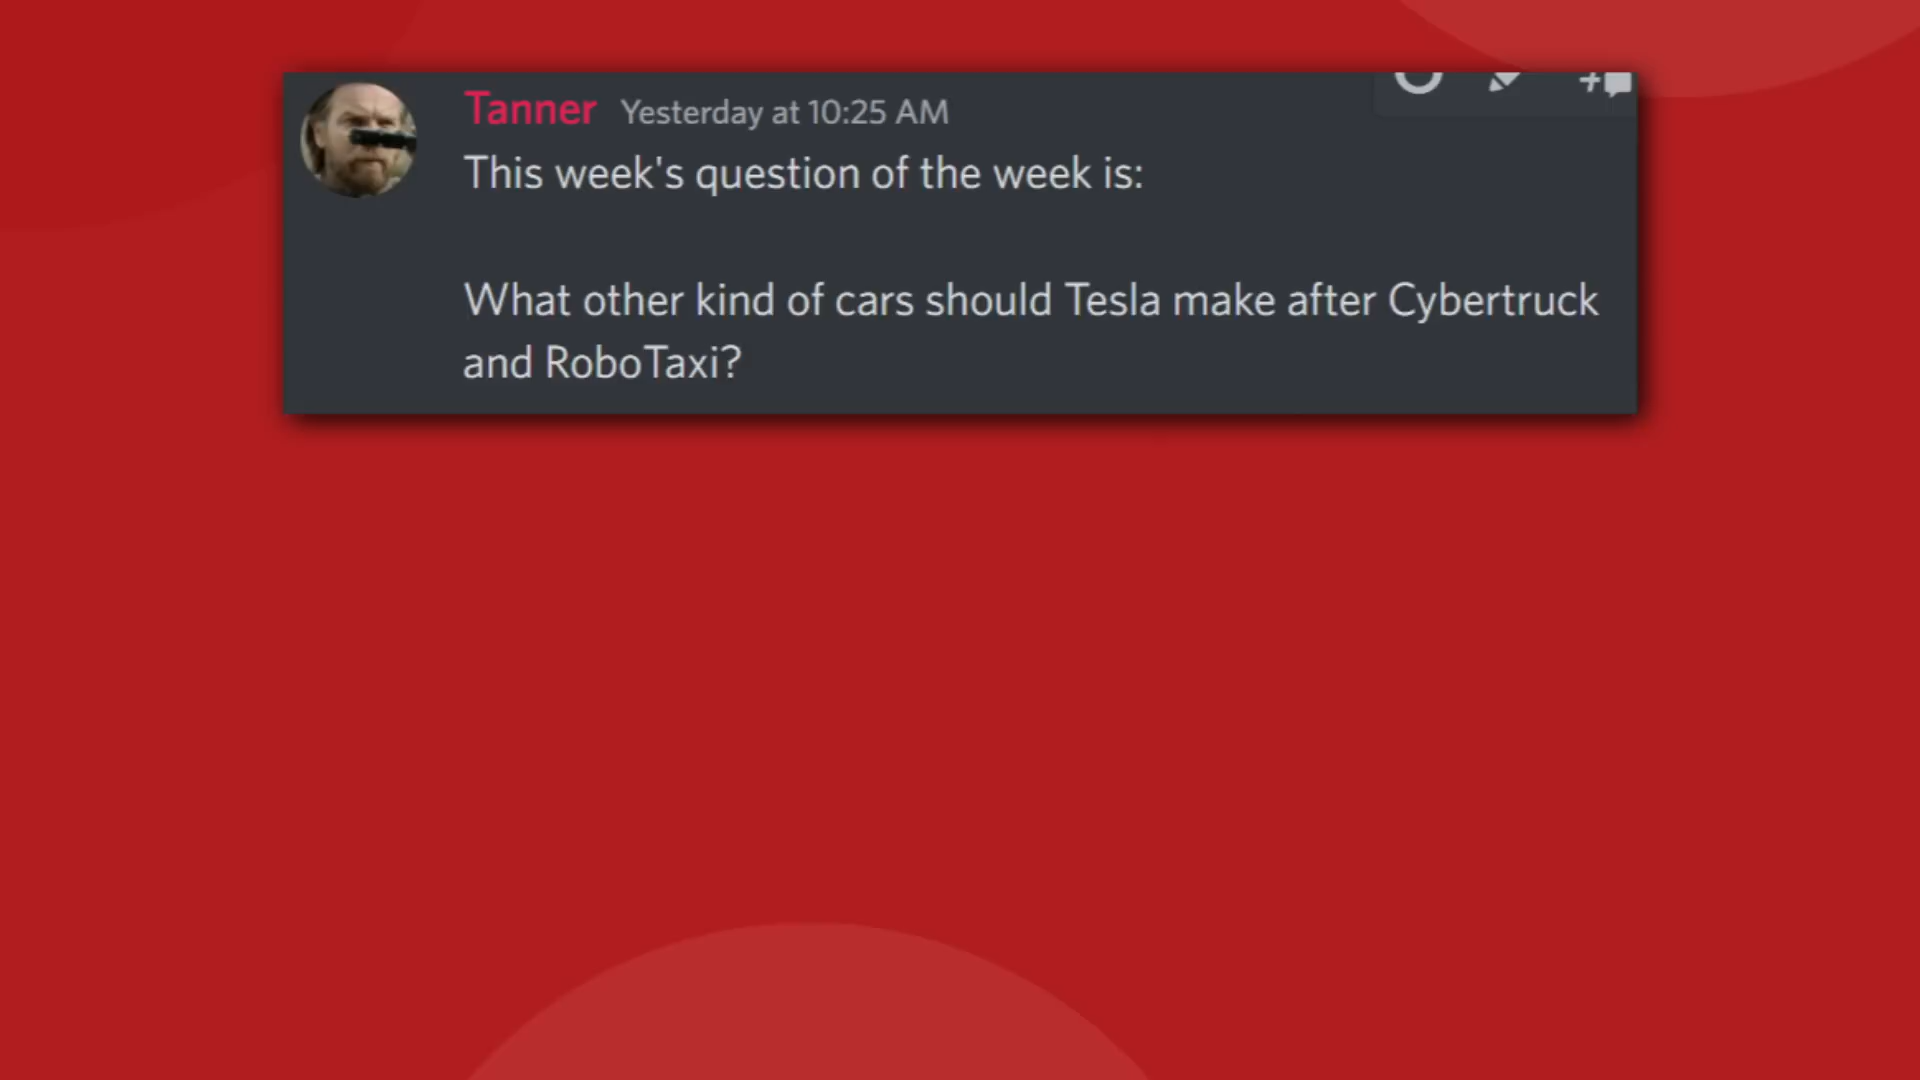 Tanner Yesterday at 10:25 AM
This week's question of the week is:
What other kind of cars should Tesla make after Cybertruck
and RoboTaxi?